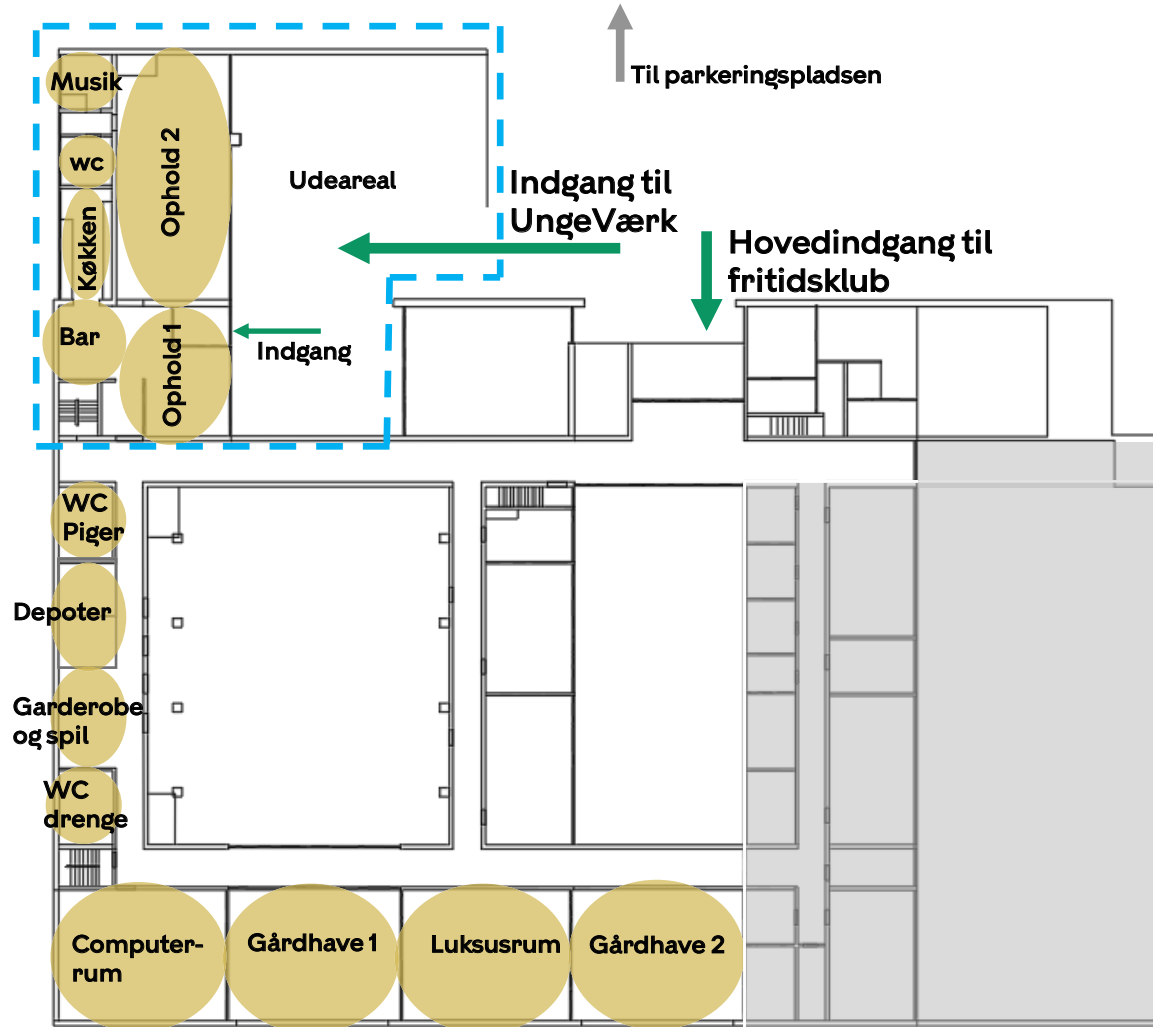 Til parkeringspladsen
Musik
wc
Køkken
Bar
Ophold 2
Ophold 1
Udeareal
Indgang til
UngeVærk
Indgang
Hovedindgang til
fritidsklub
WC
Piger
Depoter
Garderobe
og spil
WC
drenge
Computer-
rum
Gårdhave 1
Luksusrum
Gårdhave 2